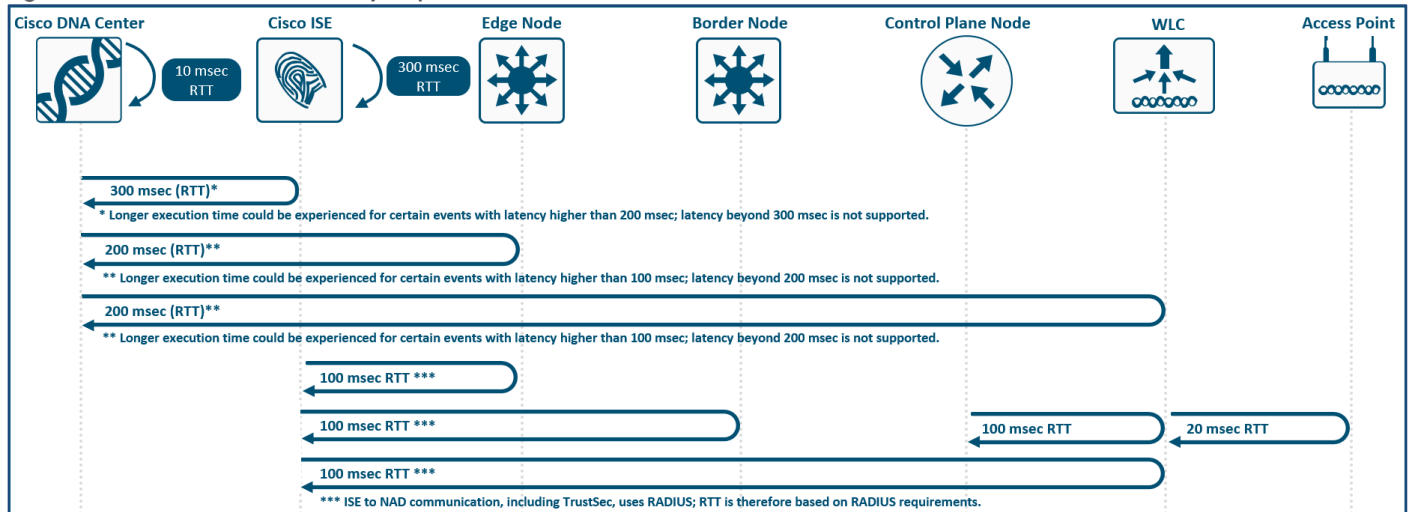 Cisco DNA Center
Cisco ISE
Edge Node
Border Node
Control Plane Node
WLC
Access Point
10 msec
RTT
300 msec
RTT
300 msec (RTT)*
* Longer execution time could be experienced for certain events with latency higher than 200 msec; latency beyond 300 msec is not supported.
200 msec (RTT)**
** Longer execution time could be experienced for certain events with latency higher than 100 msec; latency beyond 200 msec is not supported.
200 msec (RTT)**
** Longer execution time could be experienced for certain events with latency higher than 100 msec; latency beyond 200 msec is not supported.
100 msec RTT ***
100 msec RTT ***
100 msec RTT
20 msec RTT
100 msec RTT ***
*** ISE to NAD communication, including TrustSec, uses RADIUS; RTT is therefore based on RADIUS requirements.